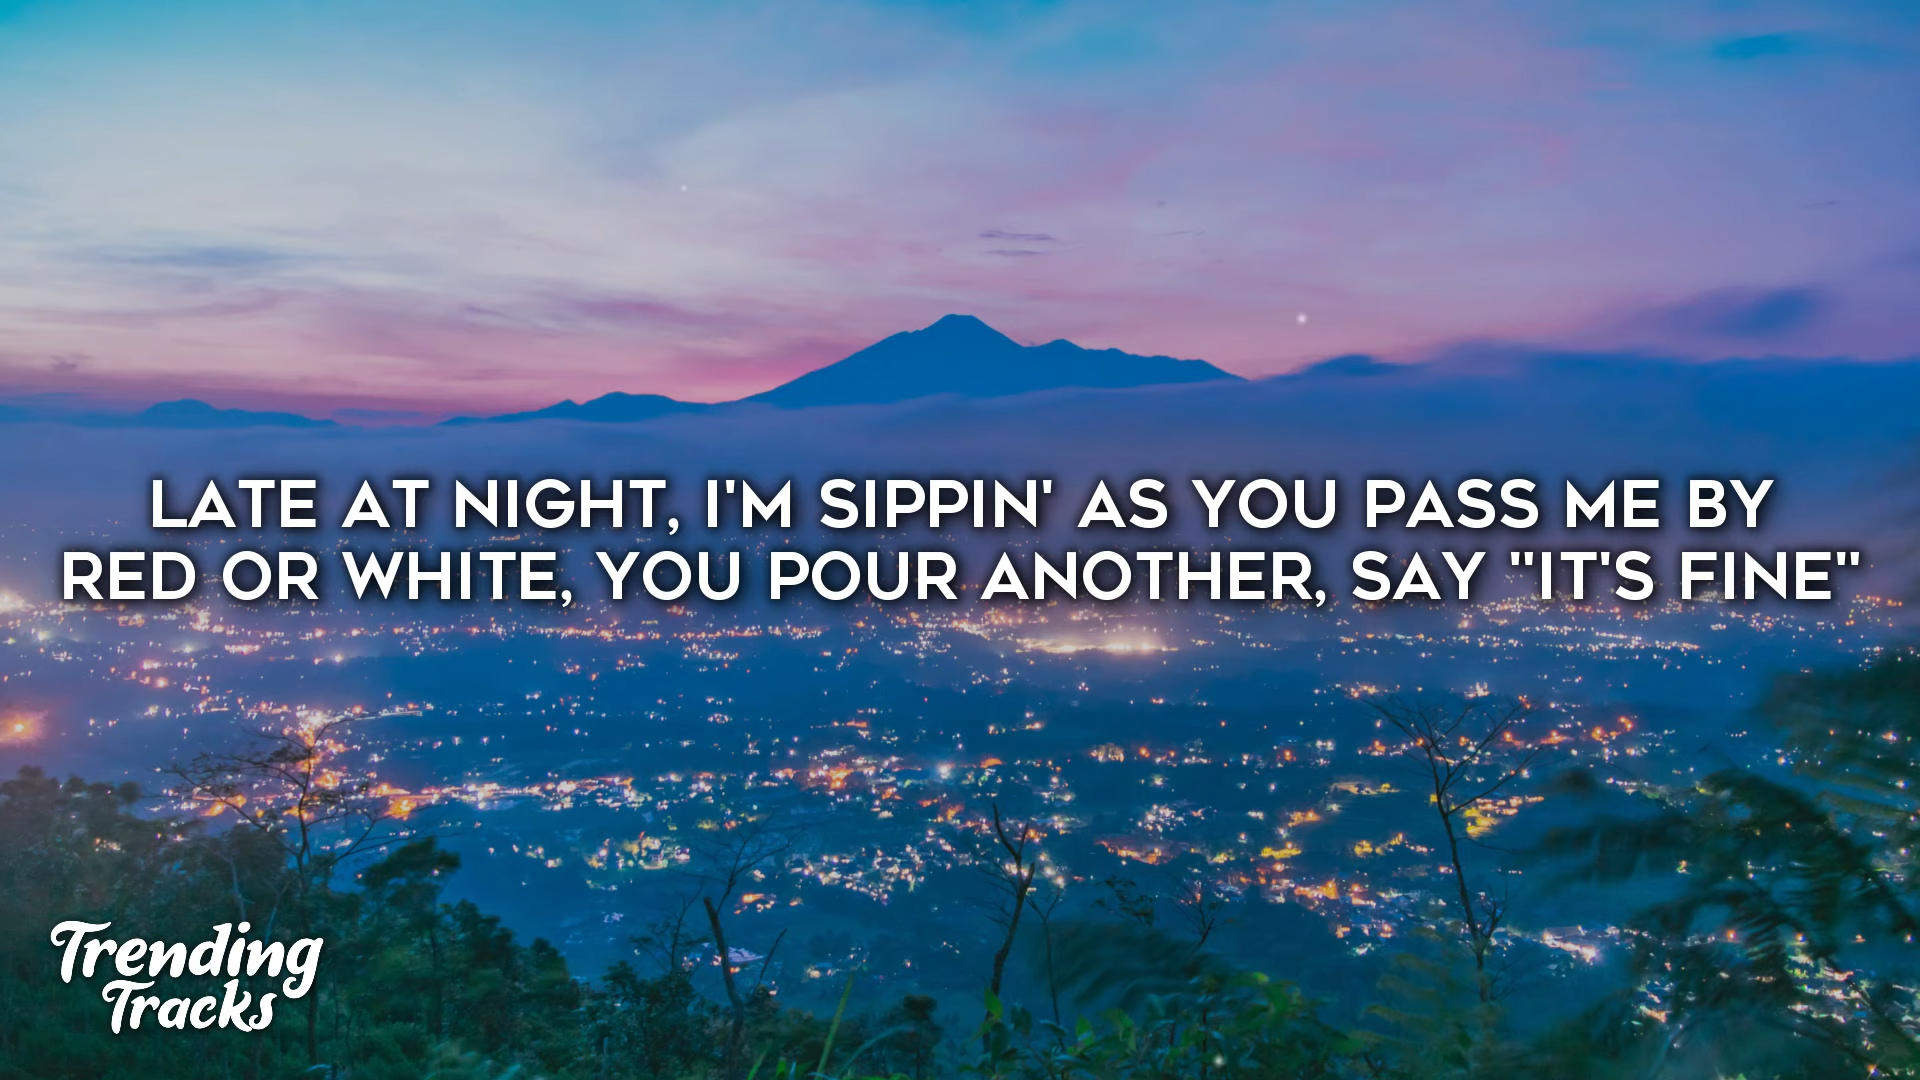 LATE AT NIGHT, I'M SIPPIN' AS YOU PASS ME BY
RED OR WHITE, YOU POUR ANOTHER, SAY "IT'S FINE"
Trending
Tracks